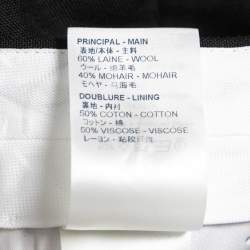 PRINCIPAL - MAIN
表地/本体 - 主料
60% LAINE - WOOL
ウール - 绵羊毛
40% MOHAIR - MOHAIR
モヘヤ - 马海毛
DOUBLURE - LINING
裏地 - 内衬
50% COTON - COTTON
コットン - 棉
50% VISCOSE - VISCOSE
レーヨン - 粘胶纤维